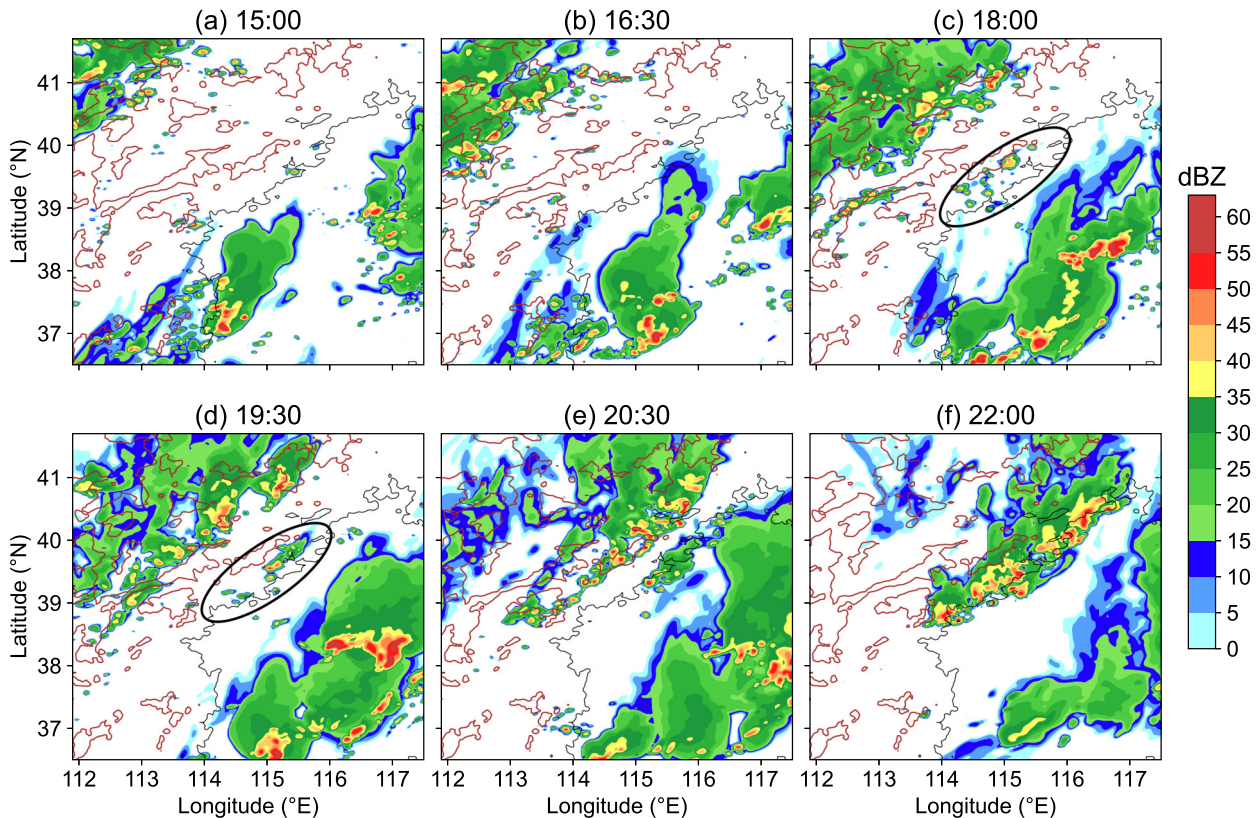 (a) 15:00
(b) 16:30
(c) 18:00
41
40
39
38
37
Latitude (°N)
dBZ
60
55
50
45
40
35
30
25
20
15
10
5
0
(d) 19:30
(e) 20:30
(f) 22:00
41
40
39
38
37
Latitude (°N)
112 113 114 115 116 117
112 113 114 115 116 117
112 113 114 115 116 117
Longitude (°E)
Longitude (°E)
Longitude (°E)